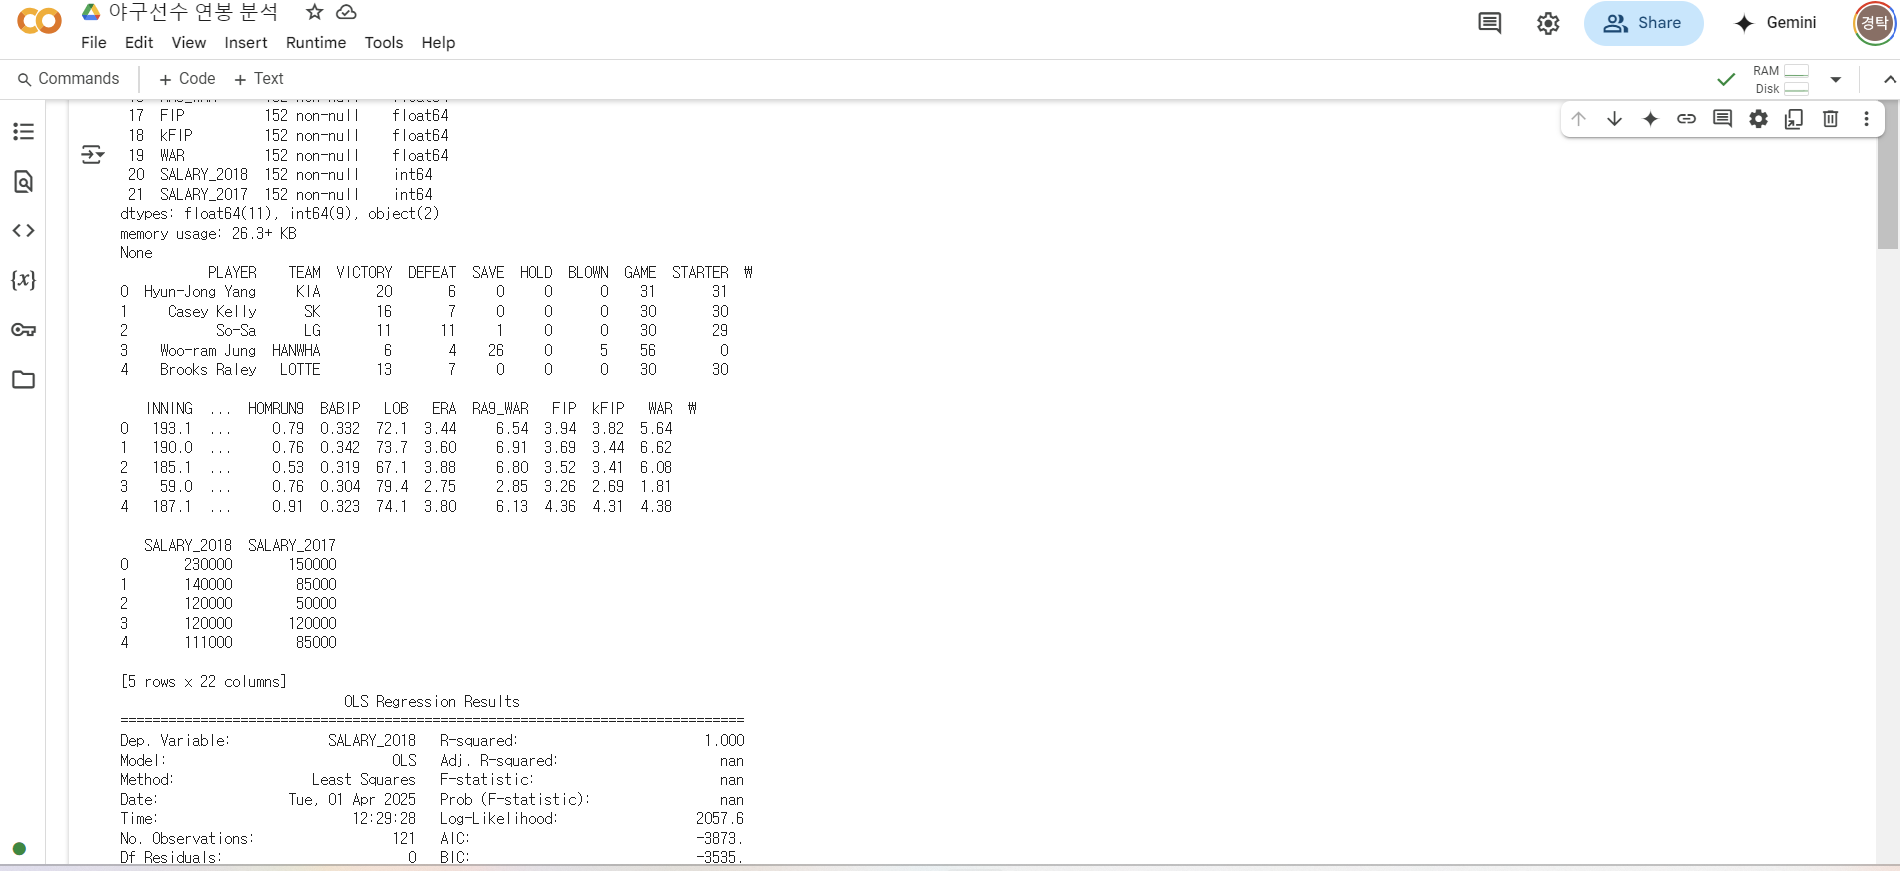 야구선수 연봉 분석
File Edit View Insert Runtime Tools Help
Share
Gemini
경탁
Commands + Code + Text
RAM
Disk
17 FIP 152 non-null float64
18 kFIP 152 non-null float64
19 WAR 152 non-null float64
20 SALARY_2018 152 non-null int64
21 SALARY_2017 152 non-null int64
dtypes: float64(11), int64(9), object(2)
memory usage: 26.3+ KB
None
PLAYER TEAM VICTORY DEFEAT SAVE HOLD BLOWN GAME STARTER ₩
0 Hyun-Jong Yang KIA 20 6 0 0 0 31 31
1 Casey Kelly SK 16 7 0 0 0 30 30
2 So-Sa LG 11 11 1 0 0 30 29
3 Woo-ram Jung HANWHA 6 4 26 0 5 56 0
4 Brooks Raley LOTTE 13 7 0 0 0 30 30
INNING ... HOMRUN9 BABIP LOB ERA RA9_WAR FIP kFIP WAR ₩
0 193.1 ... 0.79 0.332 72.1 3.44 6.54 3.94 3.82 5.64
1 190.0 ... 0.76 0.342 73.7 3.60 6.91 3.69 3.44 6.62
2 185.1 ... 0.53 0.319 67.1 3.88 6.80 3.52 3.41 6.08
3 59.0 ... 0.76 0.304 79.4 2.75 2.85 3.26 2.69 1.81
4 187.1 ... 0.91 0.323 74.1 3.80 6.13 4.36 4.31 4.38
SALARY_2018 SALARY_2017
0 230000 150000
1 140000 85000
2 120000 50000
3 120000 120000
4 111000 85000
[5 rows x 22 columns]
OLS Regression Results
==============================================================================
Dep. Variable: SALARY_2018 R-squared: 1.000
Model: OLS Adj. R-squared: nan
Method: Least Squares F-statistic: nan
Date: Tue, 01 Apr 2025 Prob (F-statistic): nan
Time: 12:29:28 Log-Likelihood: 2057.6
No. Observations: 121 AIC: -3873.
Df Residuals: 0 BIC: -3535.